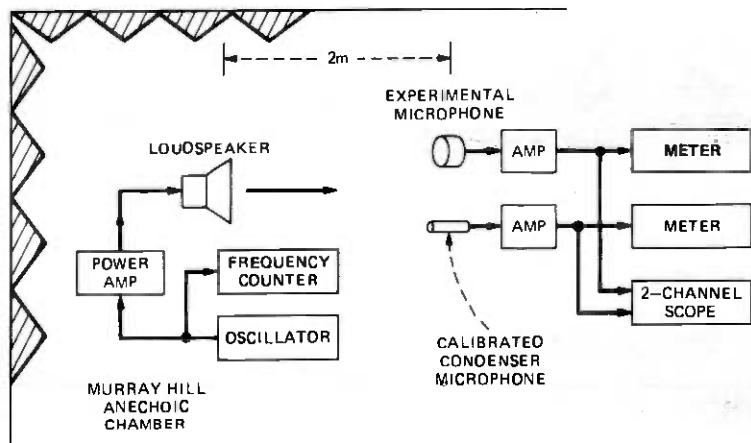 2m
EXPERIMENTAL
MICROPHONE
LOUDSPEAKER
AMP
METER
AMP
METER
POWER
AMP
FREQUENCY
COUNTER
2-CHANNEL
SCOPE
OSCILLATOR
CALIBRATED
CONDENSER
MICROPHONE
MURRAY HILL
ANECHOIC
CHAMBER